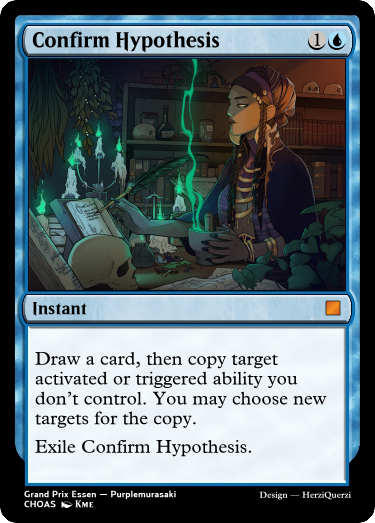 Confirm Hypothesis 1
Instant
Draw a card, then copy target
activated or triggered ability you
don't control. You may choose new
targets for the copy.
Exile Confirm Hypothesis.
Grand Prix Essen — Purplemurasaki
CHOAS KME
Design — HerziQuerzi